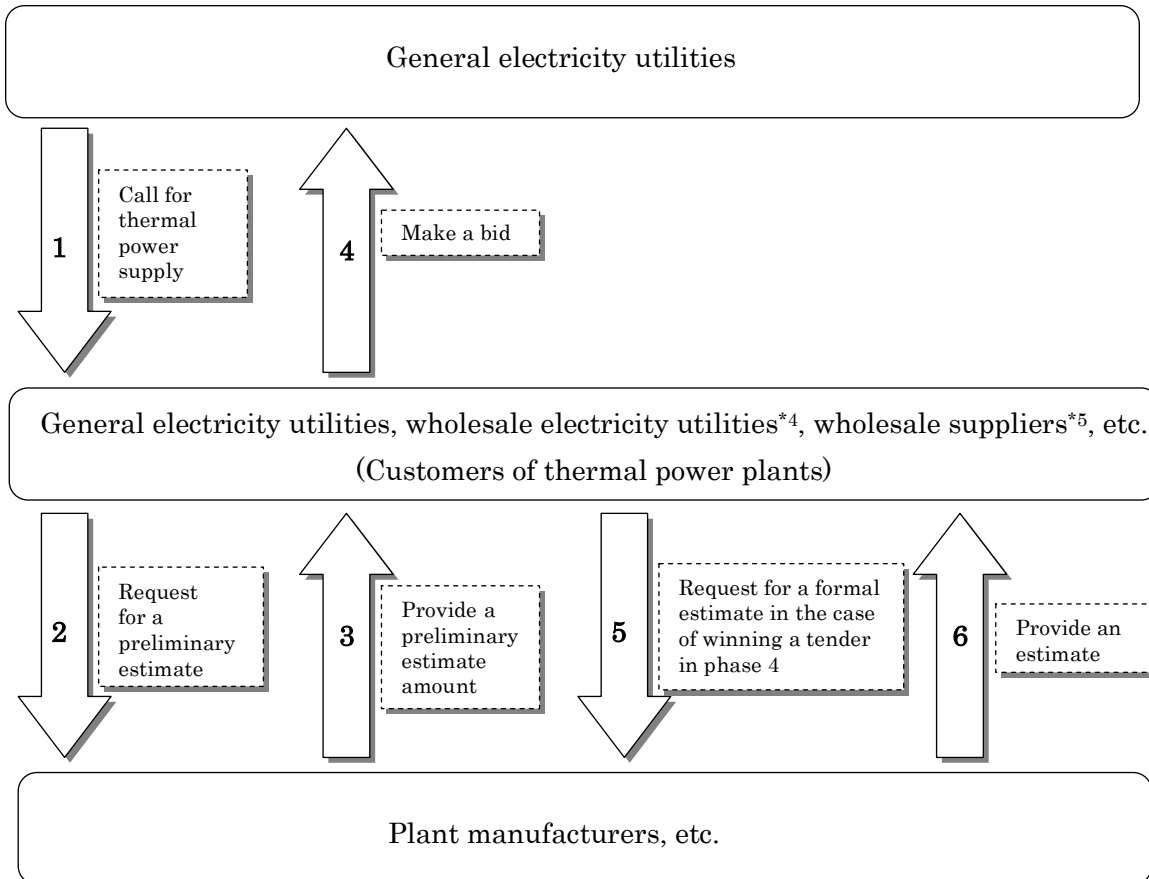 General electricity utilities
1
Call for
thermal
power
supply
4
Make a bid
General electricity utilities, wholesale electricity utilities*4, wholesale suppliers*5, etc.
(Customers of thermal power plants)
2
Request
for a
preliminary
estimate
3
Provide a
preliminary
estimate
amount
5
Request for a formal
estimate in the case
of winning a tender
in phase 4
6
Provide an
estimate
Plant manufacturers, etc.